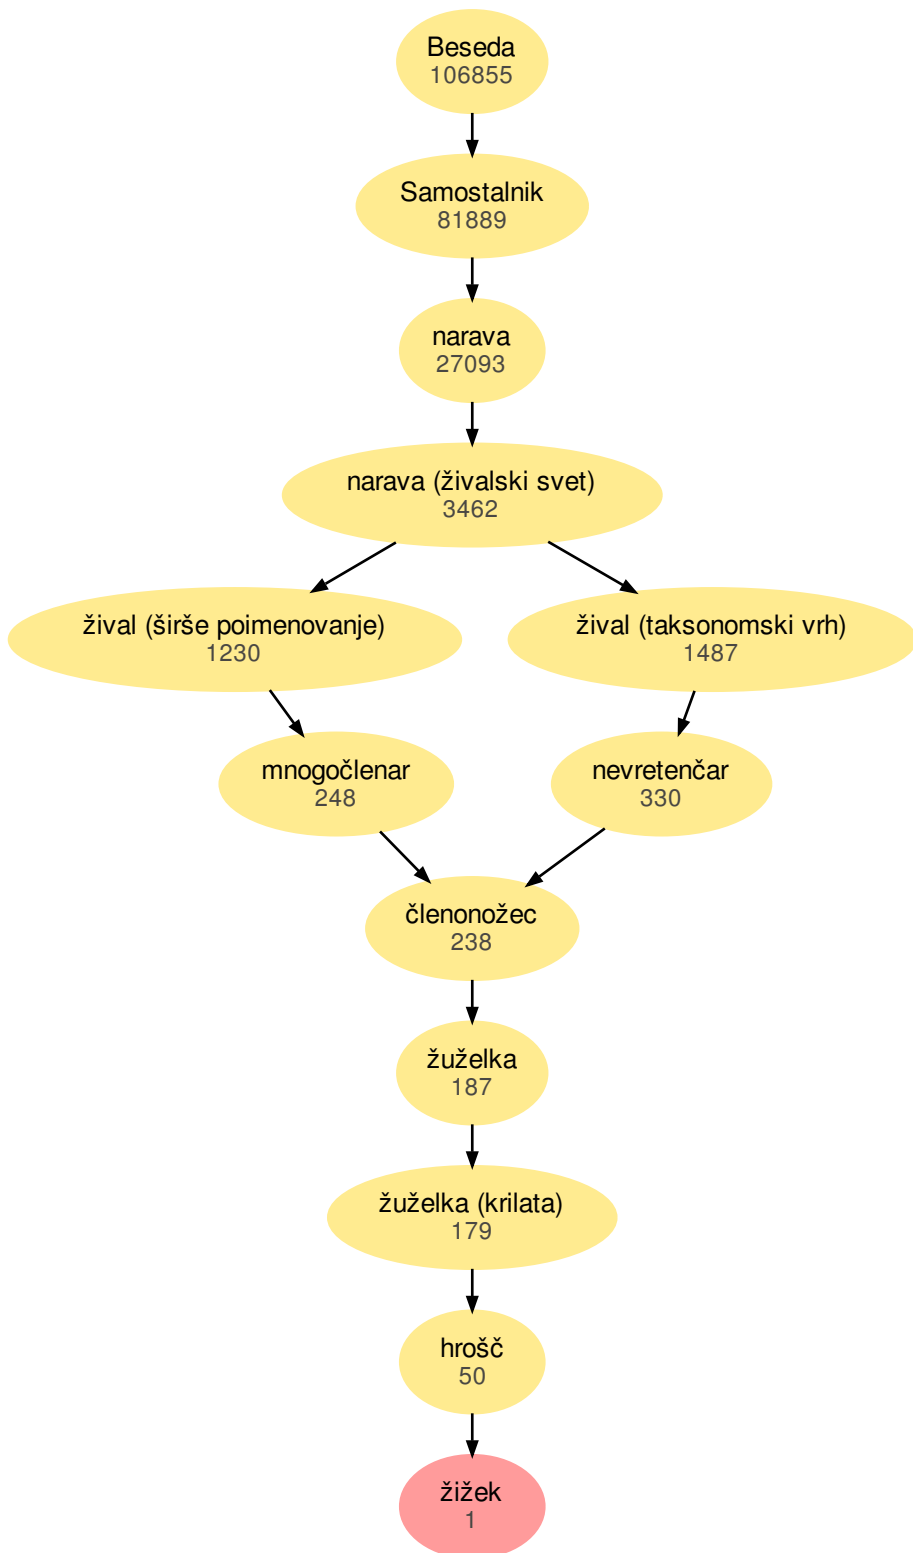 Beseda
106855
Samostalnik
81889
narava
27093
narava (živalski svet)
3462
žival (širše poimenovanje)
1230
žival (taksonomski vrh)
1487
mnogočlenar
248
nevretenčar
330
členonožec
238
žuželka
187
žuželka (krilata)
179
hrošč
50
žižek
1